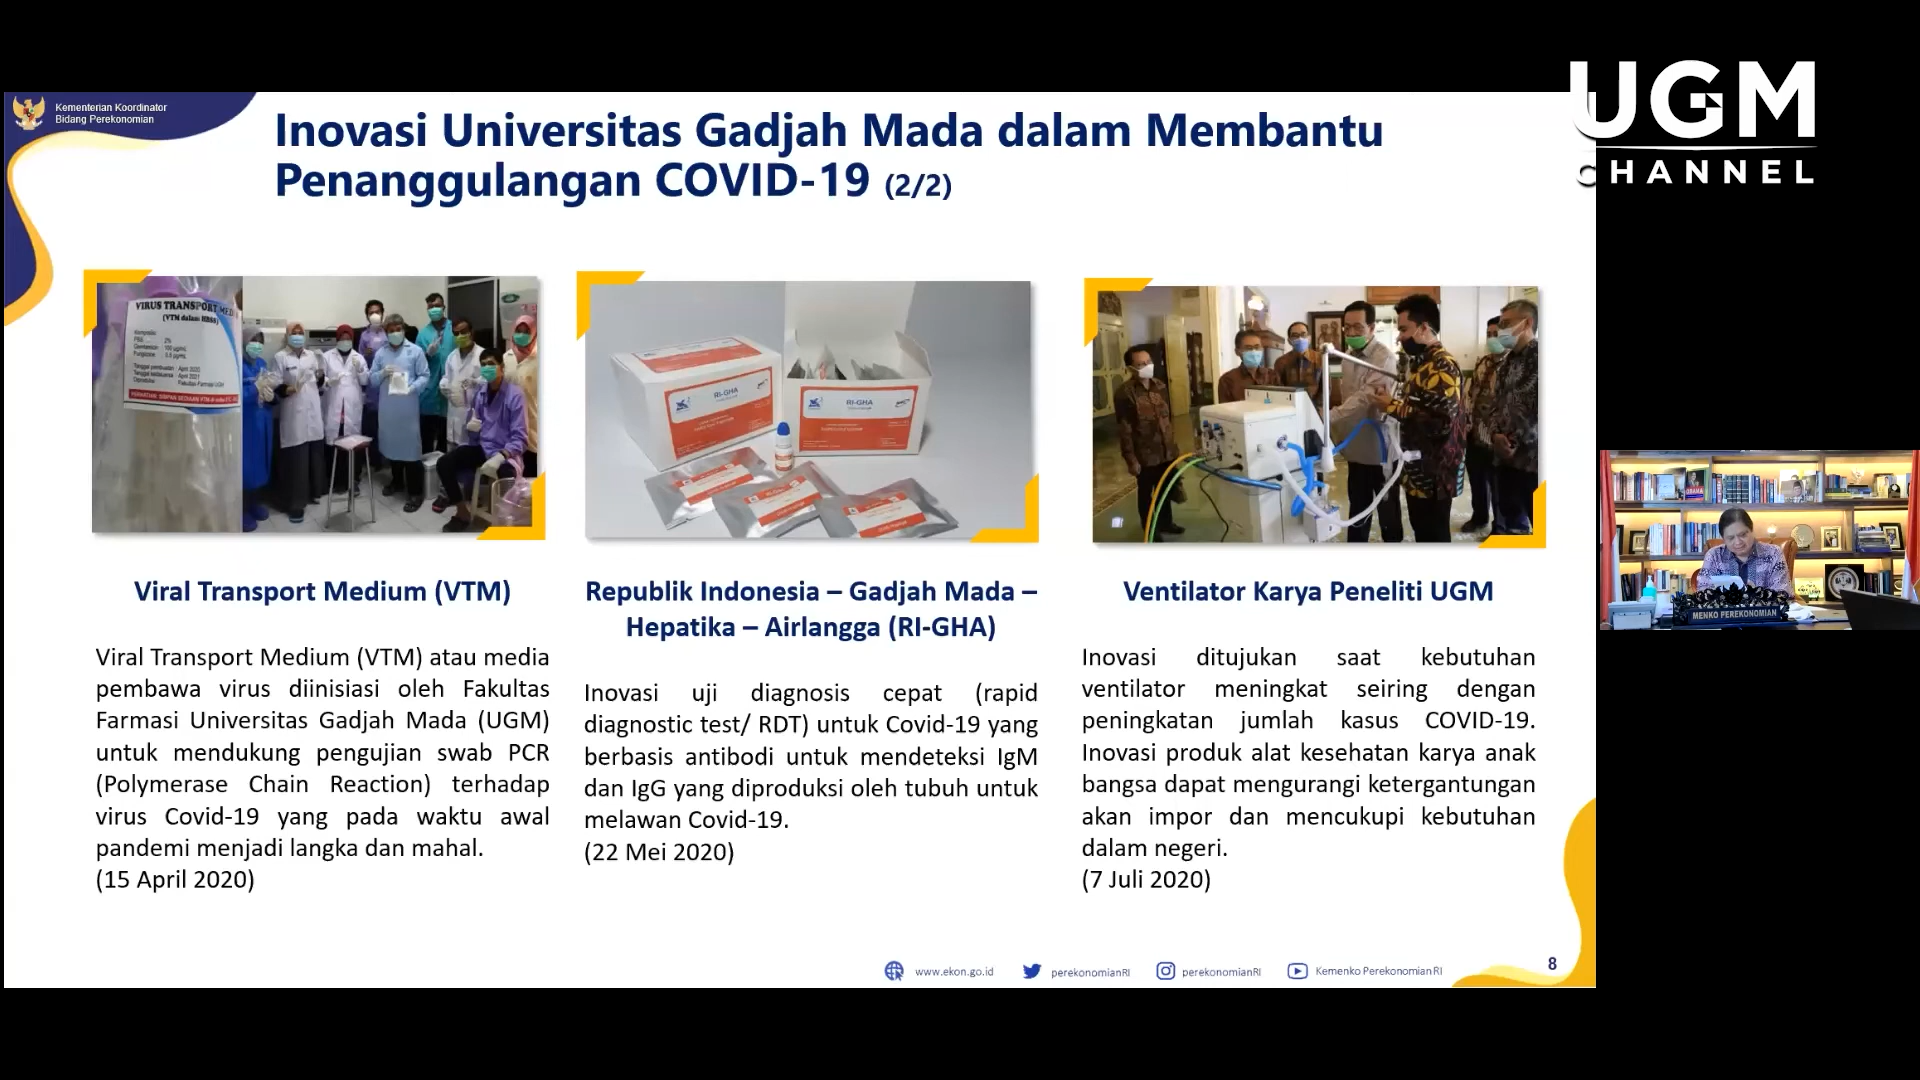 UGM
CHANNEL
Kementerian Koordinator
Bidang Perekonomian
Inovasi Universitas Gadjah Mada dalam Membantu
Penanggulangan COVID-19 (2/2)
VIRUS TRANSPORT MED
(VTM dalam HBSS)
RI-GHA
RI-GHA
Viral Transport Medium (VTM)
Viral Transport Medium (VTM) atau media
pembawa virus diinisiasi oleh Fakultas
Farmasi Universitas Gadjah Mada (UGM)
untuk mendukung pengujian swab PCR
(Polymerase Chain Reaction) terhadap
virus Covid-19 yang pada waktu awal
pandemi menjadi langka dan mahal.
(15 April 2020)
Republik Indonesia – Gadjah Mada –
Hepatika – Airlangga (RI-GHA)
Inovasi uji diagnosis cepat (rapid
diagnostic test/ RDT) untuk Covid-19 yang
berbasis antibodi untuk mendeteksi IgM
dan IgG yang diproduksi oleh tubuh untuk
melawan Covid-19.
(22 Mei 2020)
Ventilator Karya Peneliti UGM
Inovasi ditujukan saat kebutuhan
ventilator meningkat seiring dengan
peningkatan jumlah kasus COVID-19.
Inovasi produk alat kesehatan karya anak
bangsa dapat mengurangi ketergantungan
akan impor dan mencukupi kebutuhan
dalam negeri.
(7 Juli 2020)
OBAMA
MENKO PEREKONOMIAN
www.ekon.go.id
perekonomianRI
perekonomianRI
Kemenko Perekonomian RI
8